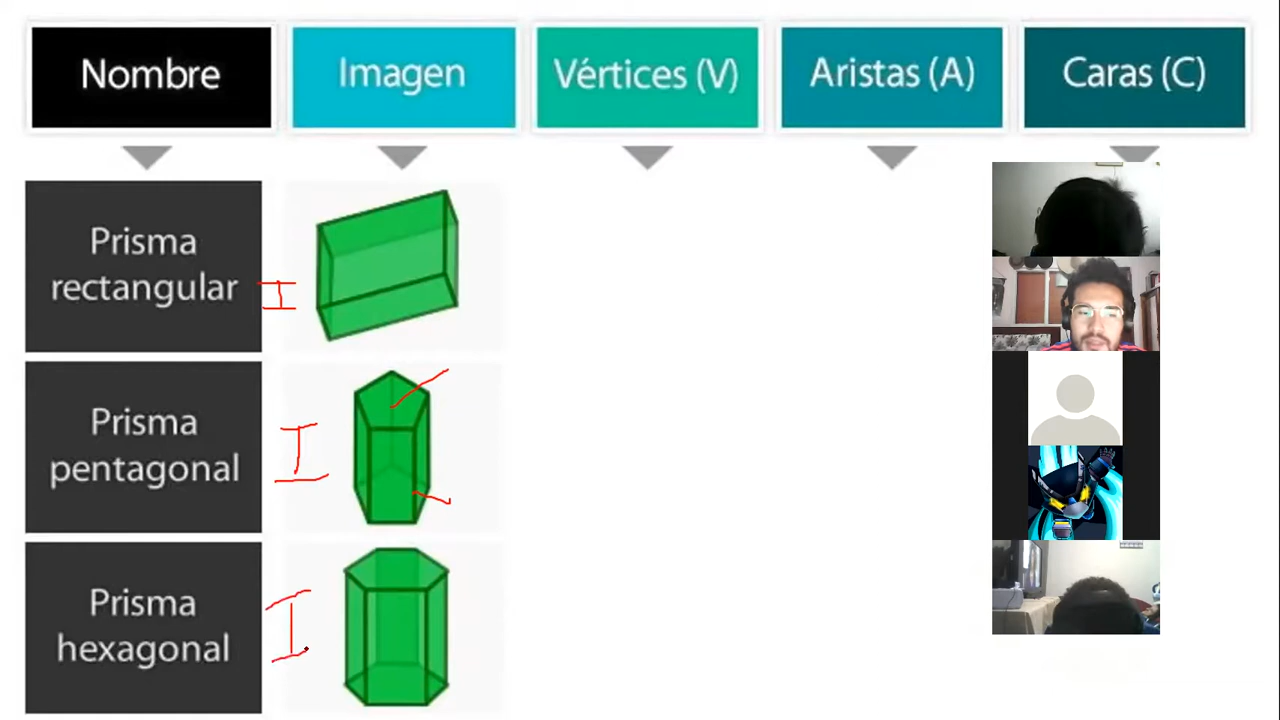 Nombre
Imagen
Vértices (V)
Aristas (A)
Caras (C)
Prisma
rectangular
Prisma
pentagonal
Prisma
hexagonal